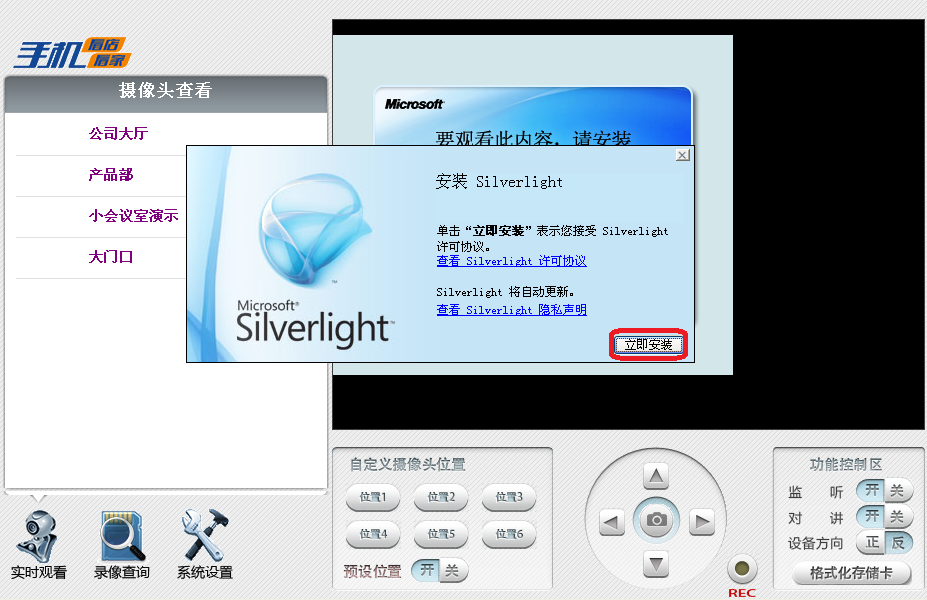 手机看店看家
摄像头查看
公司大厅
产品部
小会议室演示
大门口
Microsoft
要观看此内容，请安装
安装 Silverlight
单击“立即安装”表示您接受 Silverlight
许可协议。
查看 Silverlight 许可协议
Silverlight 将自动更新。
查看 Silverlight 隐私声明
立即安装
Microsoft®
Silverlight™
实时观看
录像查询
系统设置
自定义摄像头位置
位置1 位置2 位置3
位置4 位置5 位置6
预设位置 开 关
REC
功能控制区
监 听 开 关
对 讲 开 关
设备方向 正 反
格式化存储卡